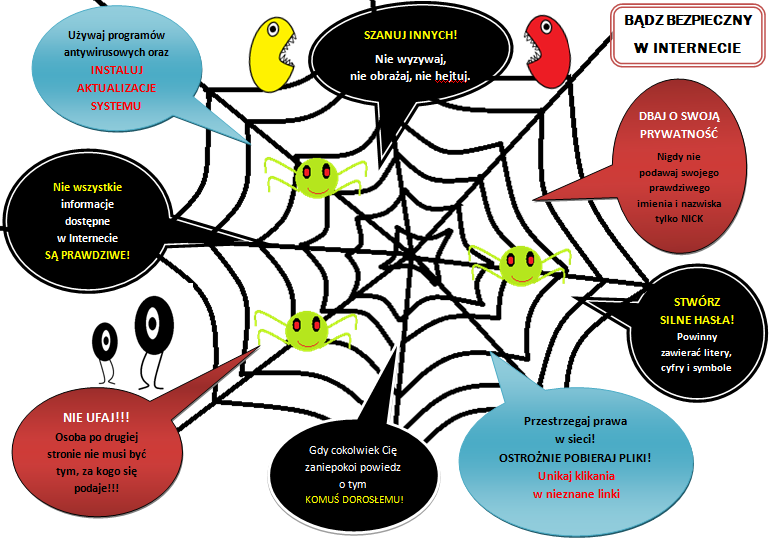 BĄDZ BEZPIECZNY
W INTERNECIE
Używaj programów
antywirusowych oraz
INSTALUJ
AKTUALIZACJE
SYSTEMU
SZANUJ INNYCH!
Nie wyzywaj,
nie obrażaj, nie hejtuj.
DBAJ O SWOJĄ
PRYWATNOŚĆ
Nigdy nie
podawaj swojego
prawdziwego
imienia i nazwiska
tylko NICK
Nie wszystkie
informacje
dostępne
w Internecie
SĄ PRAWDZIWE!
STWÓRZ
SILNE HASŁA!
Powinny
zawierać litery,
cyfry i symbole
NIE UFAJ!!!
Osoba po drugiej
stronie nie musi być
tym, za kogo się
podaje!!!
Gdy cokolwiek Cię
zaniepokoi powiedz
o tym
KOMUŚ DOROSŁEMU!
Przestrzegaj prawa
w sieci!
OSTROŻNIE POBIERAJ PLIKI!
Unikaj klikania
w nieznane linki